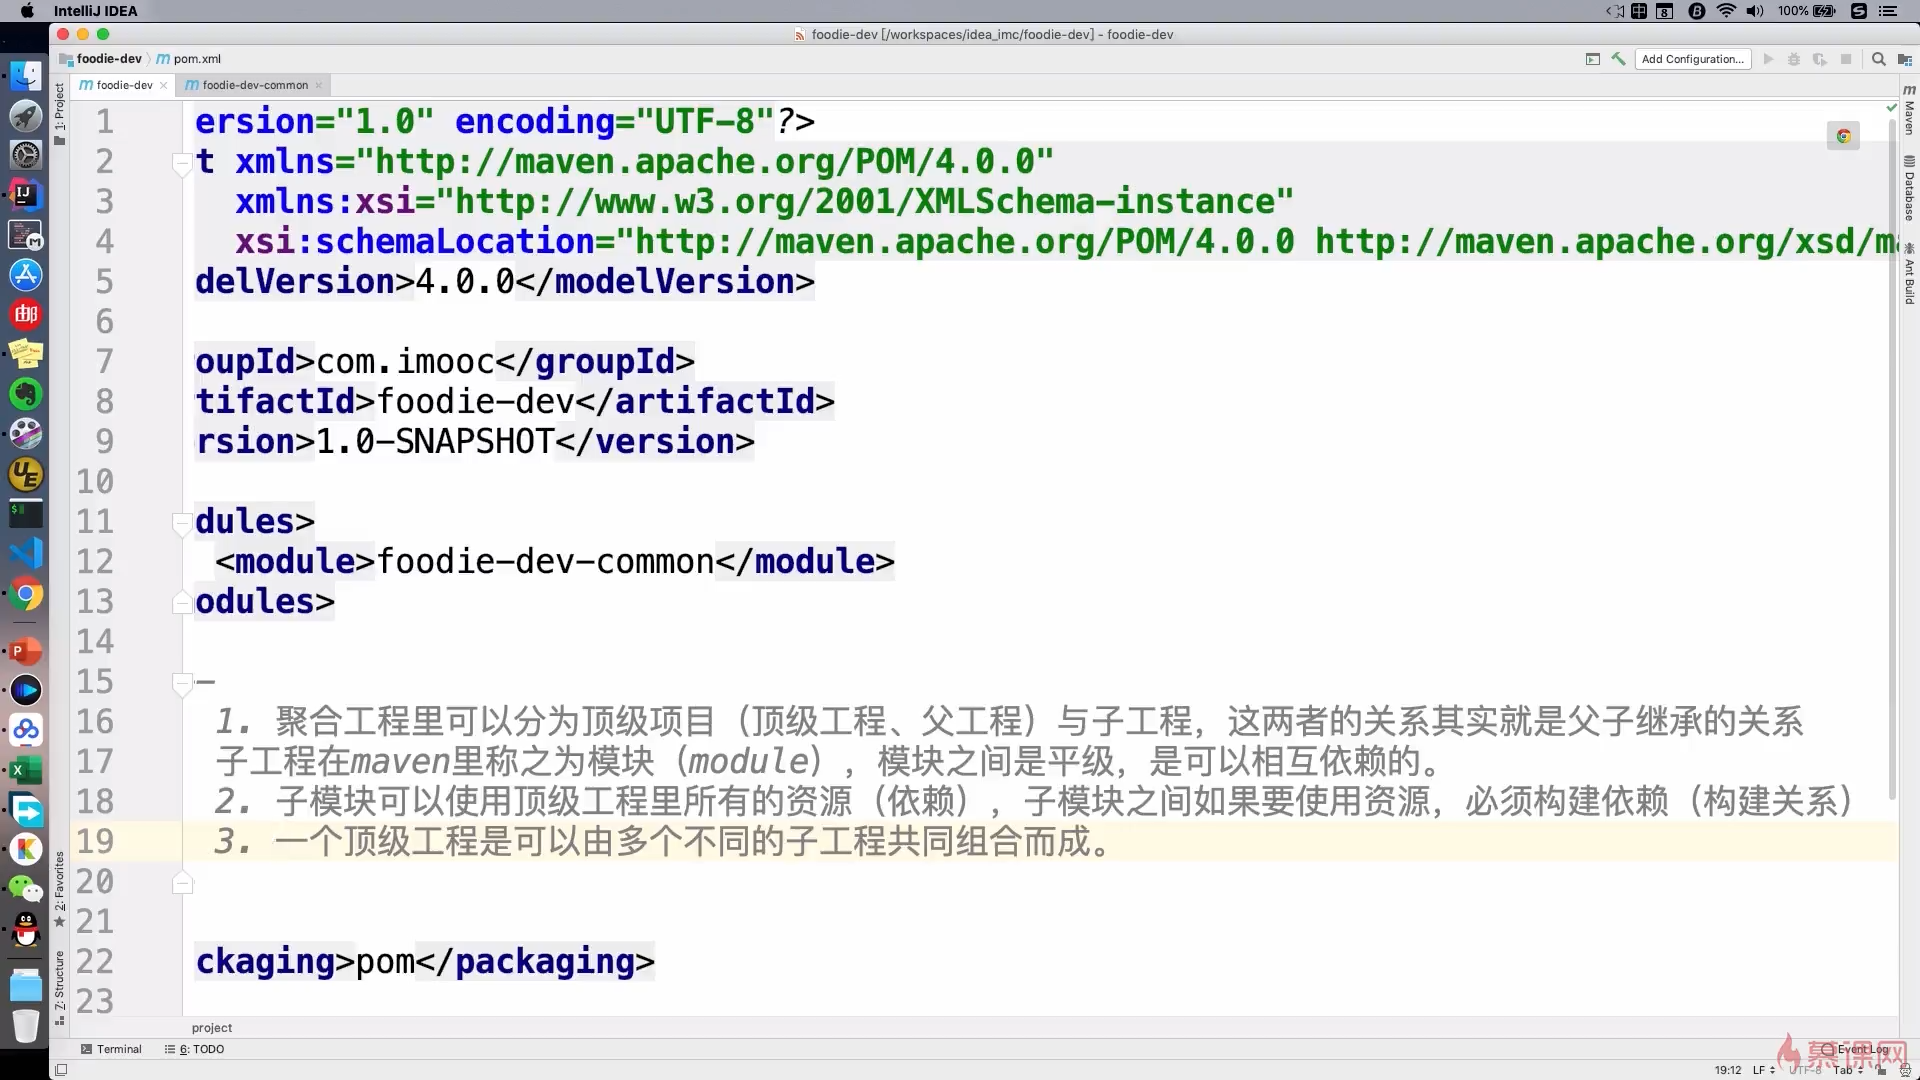 IntelliJ IDEA
100%
foodie-dev [/workspaces/idea_imc/foodie-dev] - foodie-dev
foodie-dev
pom.xml
Add Configuration...
foodie-dev
foodie-dev-common
1: Project
Maven
Database
Ant Build
1 ersion="1.0" encoding="UTF-8"?>
2 t xmlns="http://maven.apache.org/POM/4.0.0"
3 xmlns:xsi="http://www.w3.org/2001/XMLSchema-instance"
4 xsi:schemaLocation="http://maven.apache.org/POM/4.0.0 http://maven.apache.org/xsd/ma
5 delVersion>4.0.0</modelVersion>
6
7 oupId>com.imooc</groupId>
8 tifactId>foodie-dev</artifactId>
9 rsion>1.0-SNAPSHOT</version>
10
11 dules>
12 <module>foodie-dev-common</module>
13 odules>
14
15 —
16 1. 聚合工程里可以分为顶级项目（顶级工程、父工程）与子工程，这两者的关系其实就是父子继承的关系
17 子工程在maven里称之为模块（module），模块之间是平级，是可以相互依赖的。
18 2. 子模块可以使用顶级工程里所有的资源（依赖），子模块之间如果要使用资源，必须构建依赖（构建关系）
19 3. 一个顶级工程是可以由多个不同的子工程共同组合而成。
20
21
22 ckaging>pom</packaging>
23
2: Favorites
7: Structure
project
Terminal
6: TODO
Event Log
慕课网
19:12
LF
UTF-8
Tab